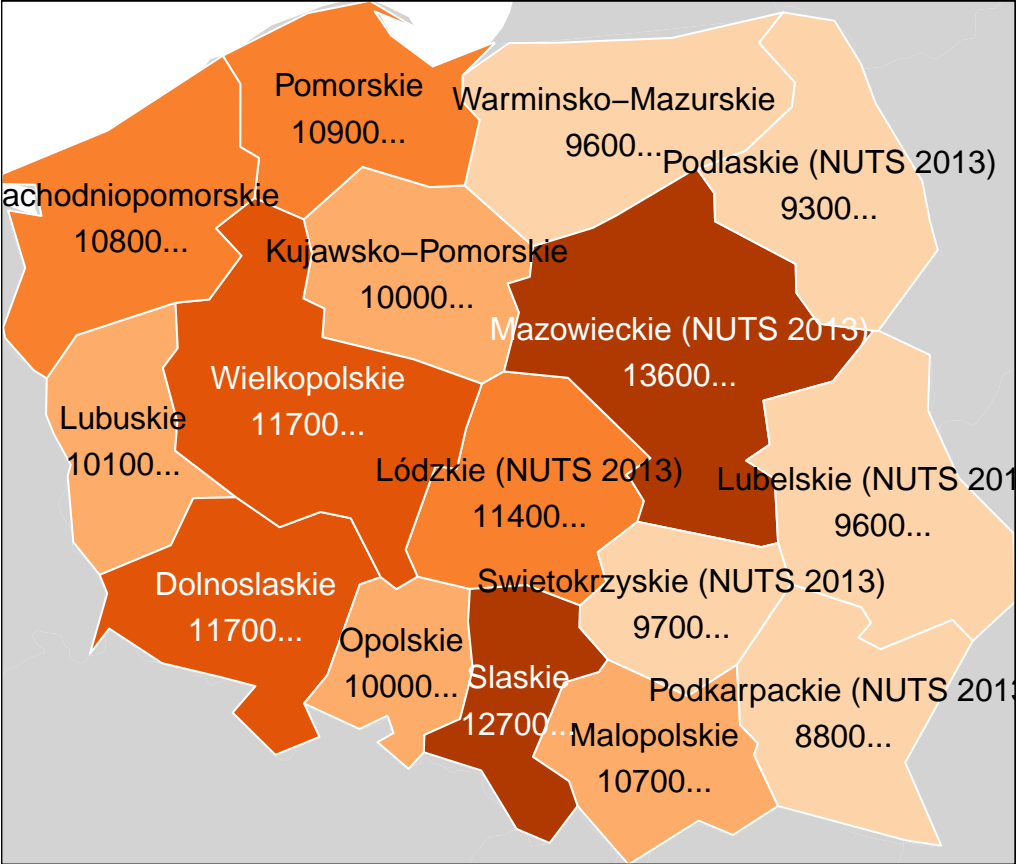 Pomorskie
10900...
Warminsko–Mazurskie
9600...
Podlaskie (NUTS 2013)
9300...
achodniopomorskie
10800...
Kujawsko–Pomorskie
10000...
Mazowieckie (NUTS 2013)
13600...
Wielkopolskie
11700...
Lubuskie
10100...
Lódzkie (NUTS 2013)
11400...
Lubelskie (NUTS 201
9600...
Dolnoslaskie
11700...
Swietokrzyskie (NUTS 2013)
9700...
Opolskie
10000...
Slaskie
12700...
Podkarpackie (NUTS 2013
8800...
Malopolskie
10700...